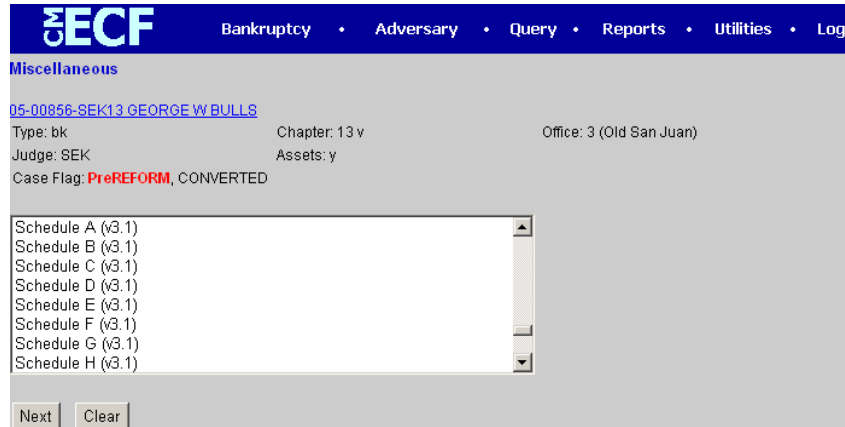 CM ECF Bankruptcy • Adversary • Query • Reports • Utilities • Log
Miscellaneous
05-00856-SEK13 GEORGE W BULLS
Type: bk Chapter: 13 v Office: 3 (Old San Juan)
Judge: SEK Assets: y
Case Flag: PreREFORM, CONVERTED
Schedule A (v3.1)
Schedule B (v3.1)
Schedule C (v3.1)
Schedule D (v3.1)
Schedule E (v3.1)
Schedule F (v3.1)
Schedule G (v3.1)
Schedule H (v3.1)
Next Clear